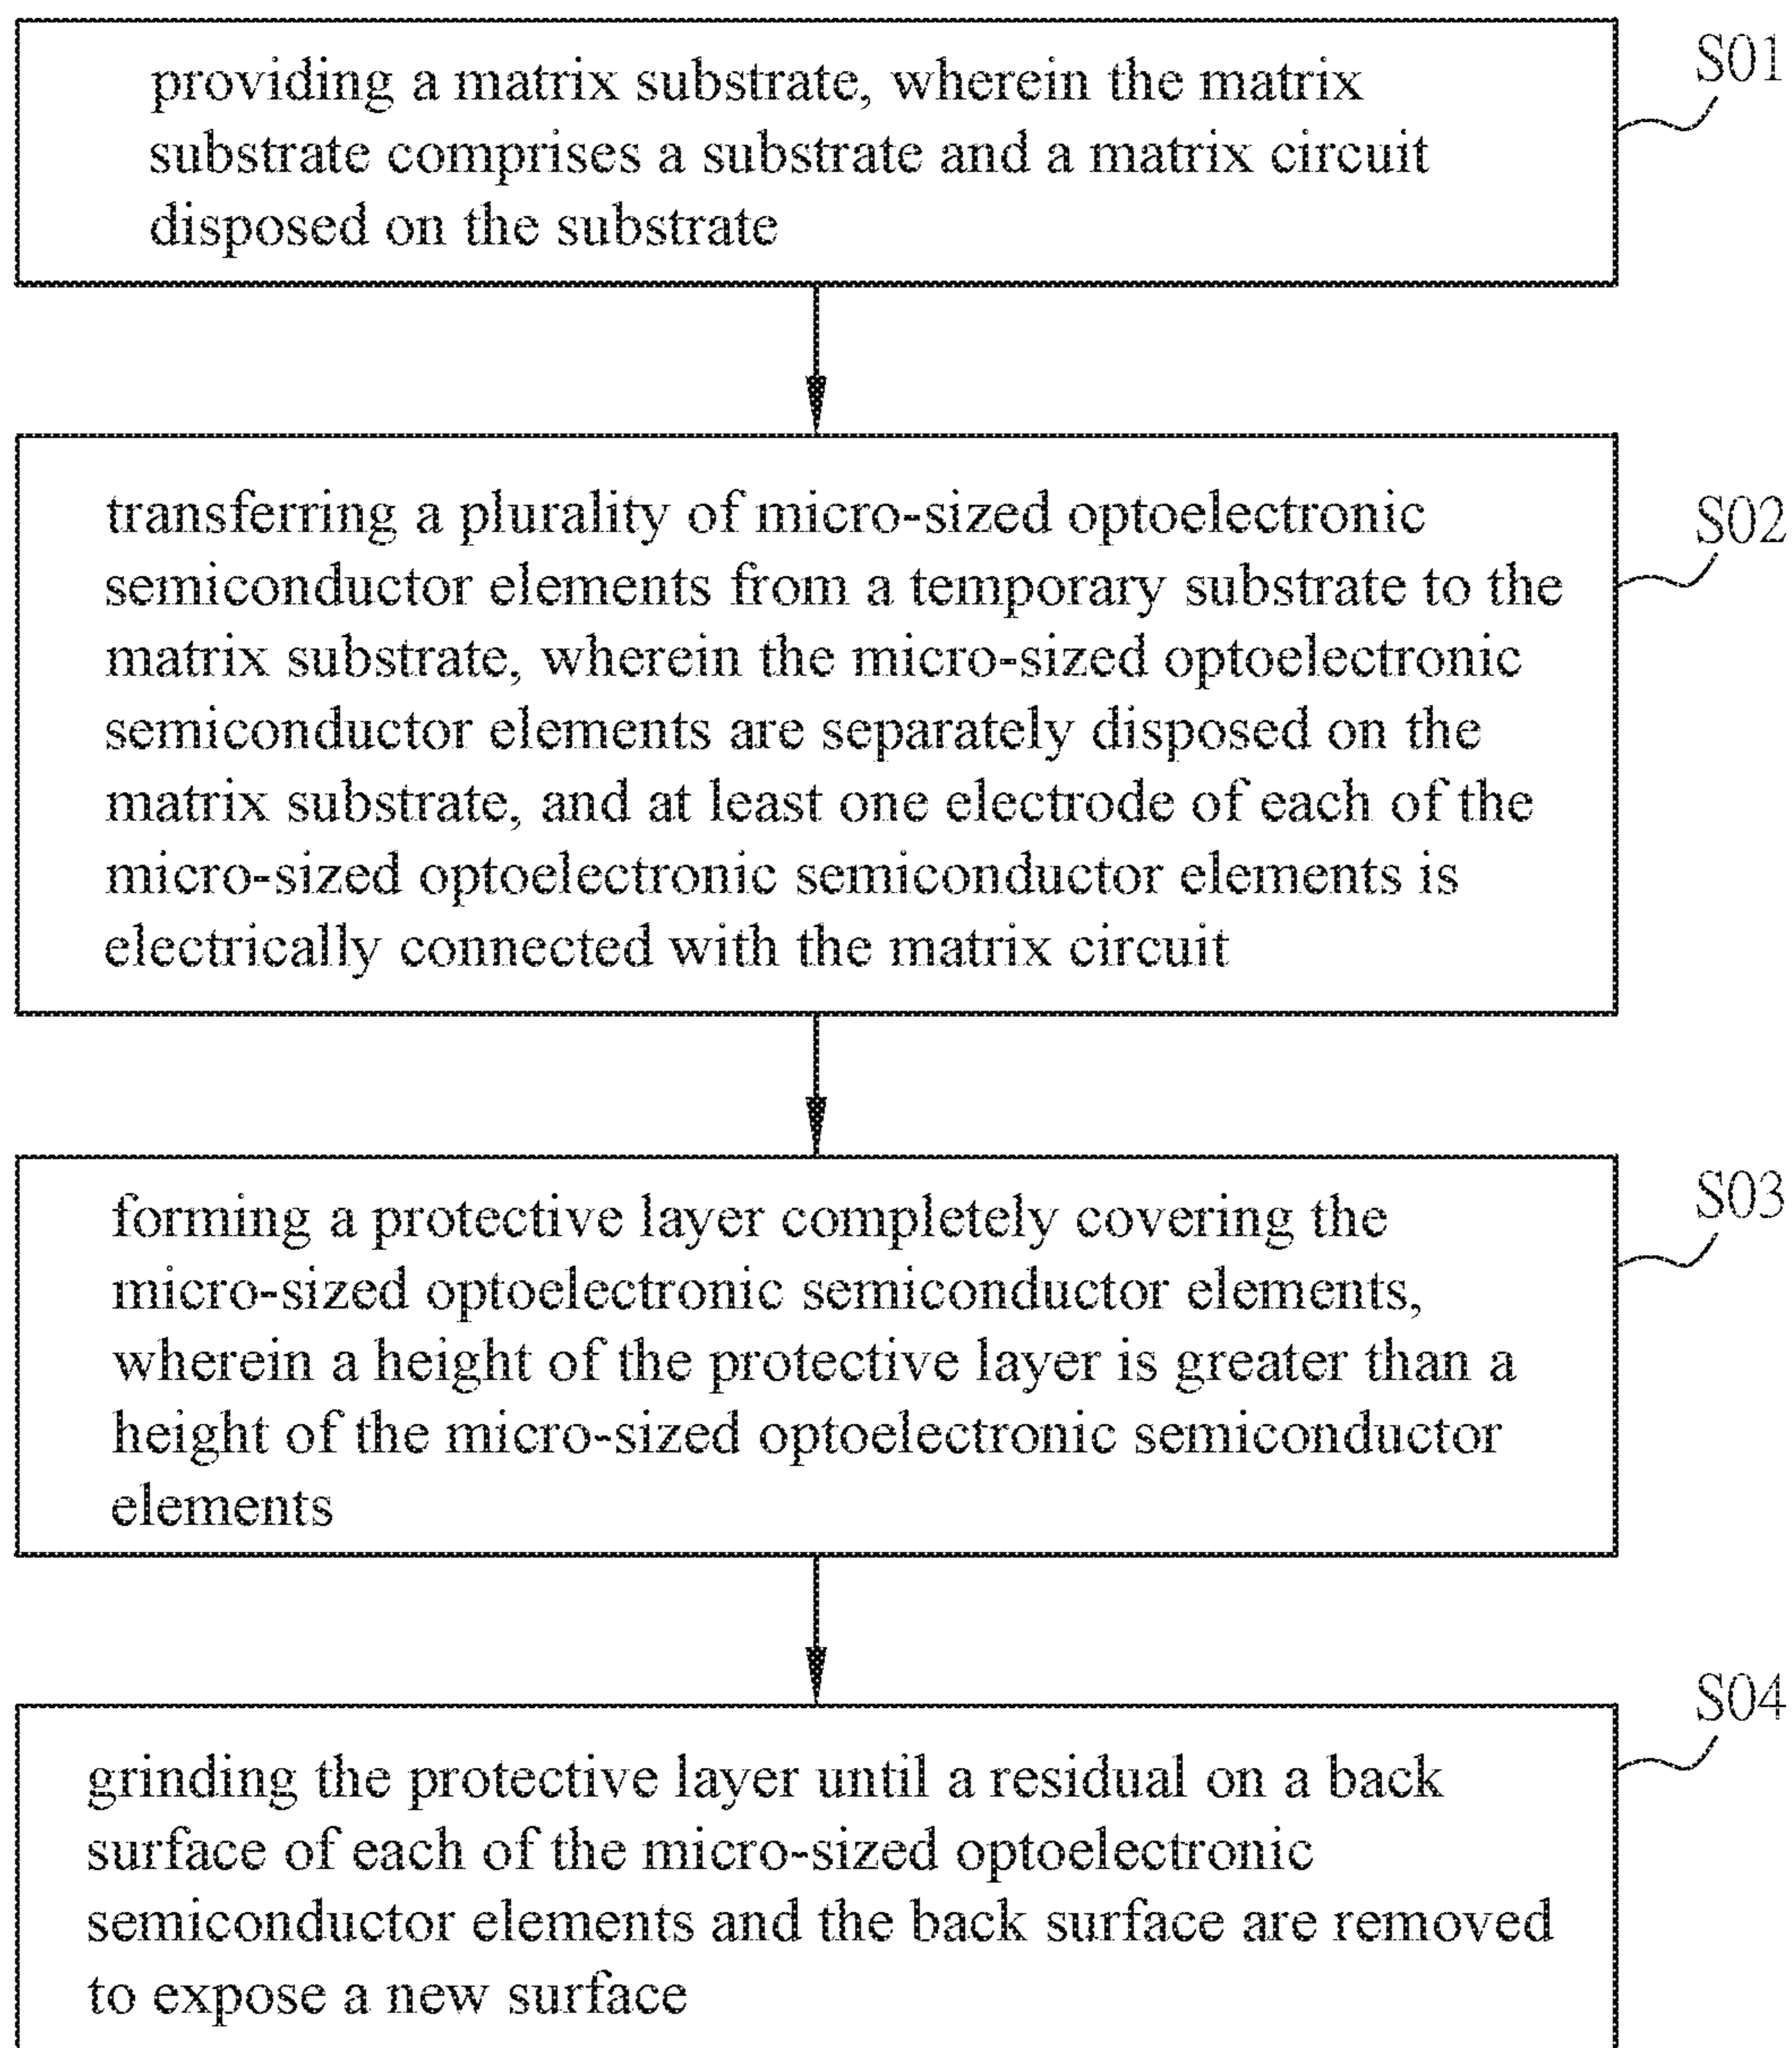 providing a matrix substrate, wherein the matrix
substrate comprises a substrate and a matrix circuit
disposed on the substrate
S01
transferring a plurality of micro-sized optoelectronic
semiconductor elements from a temporary substrate to the
matrix substrate, wherein the micro-sized optoelectronic
semiconductor elements are separately disposed on the
matrix substrate, and at least one electrode of each of the
micro-sized optoelectronic semiconductor elements is
electrically connected with the matrix circuit
S02
forming a protective layer completely covering the
micro-sized optoelectronic semiconductor elements,
wherein a height of the protective layer is greater than a
height of the micro-sized optoelectronic semiconductor
elements
S03
grinding the protective layer until a residual on a back
surface of each of the micro-sized optoelectronic
semiconductor elements and the back surface are removed
to expose a new surface
S04